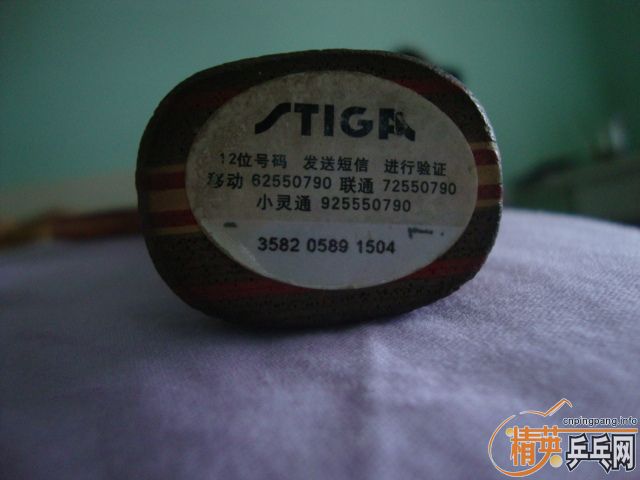 STIGA
12位号码 发送短信 进行验证
移动 62550790 联通 72550790
小灵通 925550790
3582 0589 1504
cnpingpang.info
精英乒乓网